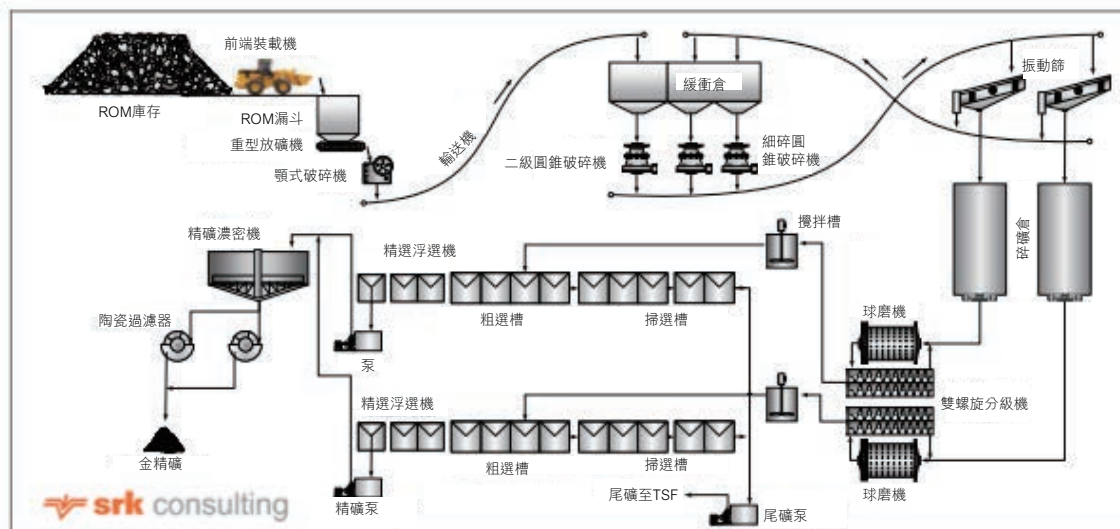 前端裝載機
ROM庫存
ROM漏斗
重型放礦機
顎式破碎機
輸送機
緩衝倉
二級圓錐破碎機
細碎圓
錐破碎機
振動篩
碎礦倉
攪拌槽
精礦濃密機
精選浮選機
陶瓷過濾器
粗選槽
掃選槽
泵
球磨機
雙螺旋分級機
精選浮選機
金精礦
粗選槽
掃選槽
球磨機
精礦泵
尾礦至TSF
尾礦泵
srk consulting